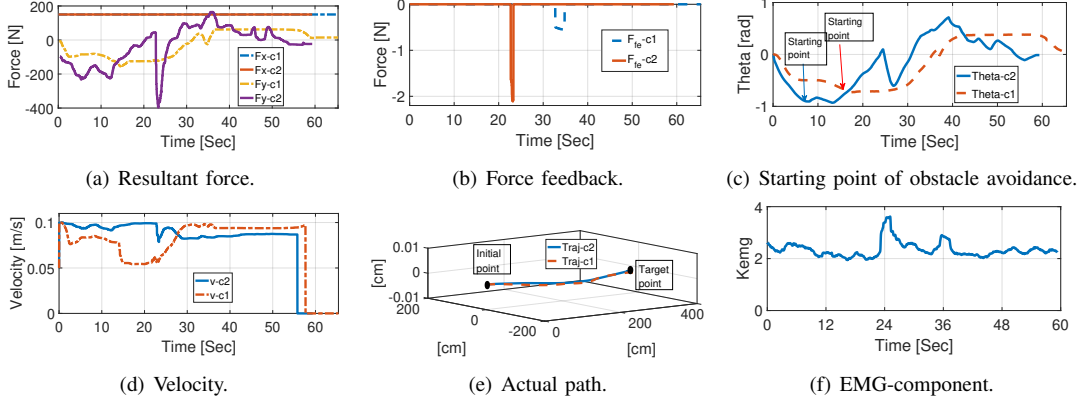 200
0
-200
-400
Force [N]
Fx-c1
Fx-c2
Fy-c1
Fy-c2
0 10 20 30 40 50 60
Time [Sec]
(a) Resultant force.
0
-1
-2
Force [N]
F_fe-c1
F_fe-c2
0 10 20 30 40 50 60
Time [Sec]
(b) Force feedback.
1
0
-1
Theta [rad]
Starting
point
Starting
point
Theta-c2
Theta-c1
0 10 20 30 40 50 60
Time [Sec]
(c) Starting point of obstacle avoidance.
0.1
0.05
0
Velocity [m/s]
v-c2
v-c1
0 10 20 30 40 50 60
Time [Sec]
(d) Velocity.
0.01
0
-0.01
[cm]
Initial
point
Traj-c2
Traj-c1
Target
point
200
0
-200
[cm]
0
200
400
[cm]
(e) Actual path.
4
2
0
Kemg
0 12 24 36 48 60
Time [Sec]
(f) EMG-component.